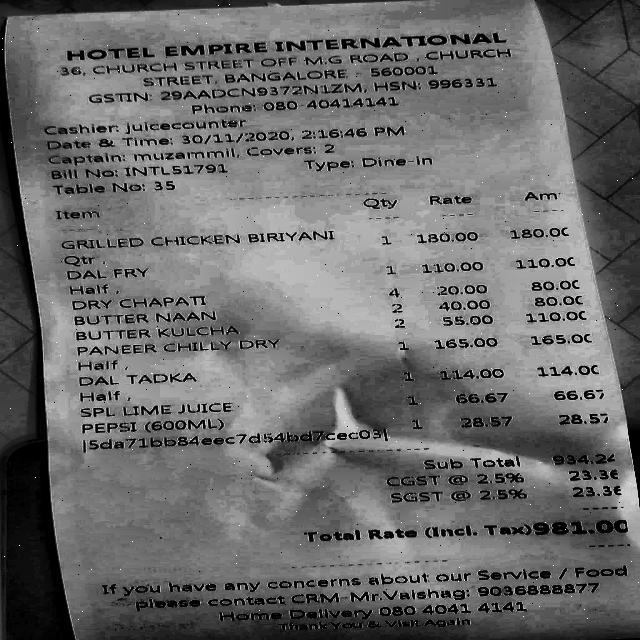 HOTEL EMPIRE INTERNATIONAL
36, CHURCH STREET OFF M.G ROAD , CHURCH
STREET, BANGALORE - 560001
GSTIN: 29AADCN9372N1ZM, HSN: 996331
Phone: 080 40414141
Cashier: juicecounter
Date & Time: 30/11/2020, 2:16:46 PM
Captain: muzammil, Covers: 2
Bill No: INTL51791 Type: Dine-in
Table No: 35
Item Qty Rate Am
GRILLED CHICKEN BIRIYANI 1 180.00 180.00
Qtr ,
DAL FRY 1 110.00 110.00
Half ,
DRY CHAPATI 4 20.00 80.00
BUTTER NAAN 2 40.00 80.00
BUTTER KULCHA 2 55.00 110.00
PANEER CHILLY DRY 1 165.00 165.00
Half ,
DAL TADKA 1 114.00 114.00
Half ,
SPL LIME JUICE 1 66.67 66.67
PEPSI (600ML) 1 28.57 28.57
|5da71bb84eec7d54bd7cec03|
Sub Total 934.24
CGST @ 2.5% 23.36
SGST @ 2.5% 23.36
Total Rate (Incl. Tax) 981.00
If you have any concerns about our Service / Food
please contact CRM-Mr.Vaishag: 9036888877
Home Delivery 080 4041 4141
Thank You & Visit Again